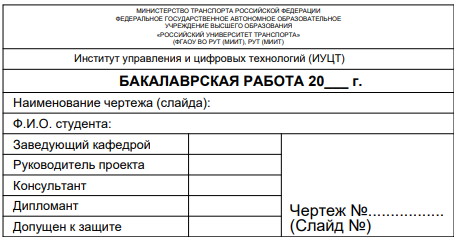 МИНИСТЕРСТВО ТРАНСПОРТА РОССИЙСКОЙ ФЕДЕРАЦИИ
ФЕДЕРАЛЬНОЕ ГОСУДАРСТВЕННОЕ АВТОНОМНОЕ ОБРАЗОВАТЕЛЬНОЕ
УЧРЕЖДЕНИЕ ВЫСШЕГО ОБРАЗОВАНИЯ
«РОССИЙСКИЙ УНИВЕРСИТЕТ ТРАНСПОРТА»
(ФГАОУ ВО РУТ (МИИТ), РУТ (МИИТ)
Институт управления и цифровых технологий (ИУЦТ)
БАКАЛАВРСКАЯ РАБОТА 20___ г.
Наименование чертежа (слайда):
Ф.И.О. студента:
Заведующий кафедрой
Руководитель проекта
Консультант
Дипломант
Допущен к защите
Чертеж №.................
(Слайд №)